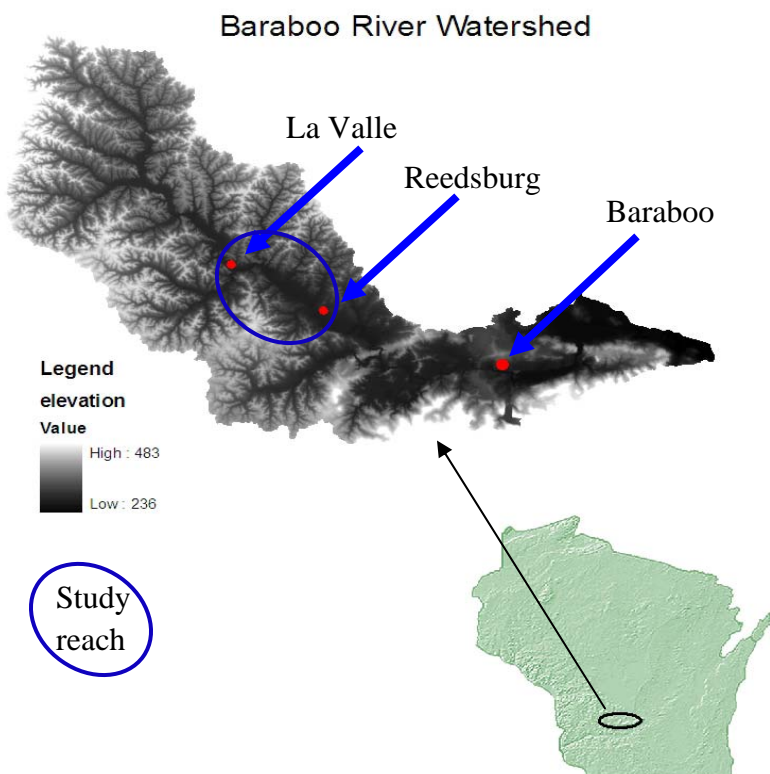 Baraboo River Watershed
La Valle
Reedsburg
Baraboo
Legend
elevation
Value
High : 483
Low : 236
Study
reach